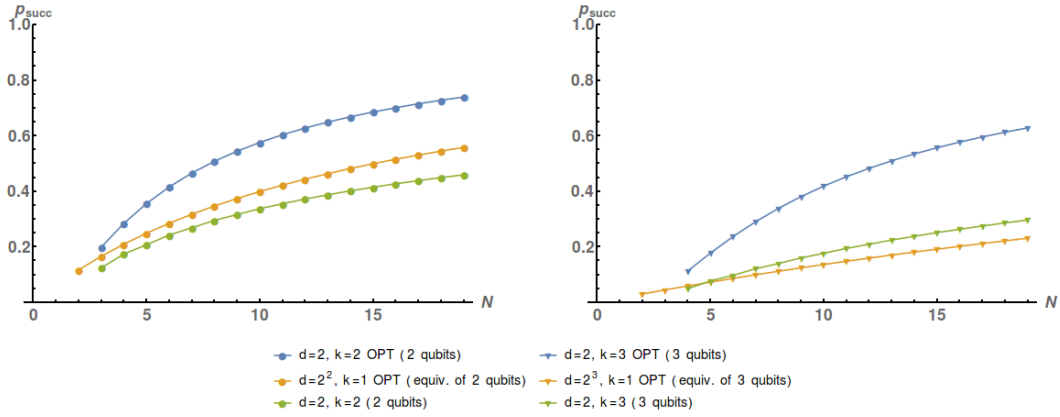 p_succ
1.0
0.8
0.6
0.4
0.2
0 5 10 15 N
p_succ
1.0
0.8
0.6
0.4
0.2
0 5 10 15 N
d=2, k=2 OPT (2 qubits)
d=2^2, k=1 OPT (equiv. of 2 qubits)
d=2, k=2 (2 qubits)
d=2, k=3 OPT (3 qubits)
d=2^3, k=1 OPT (equiv. of 3 qubits)
d=2, k=3 (3 qubits)